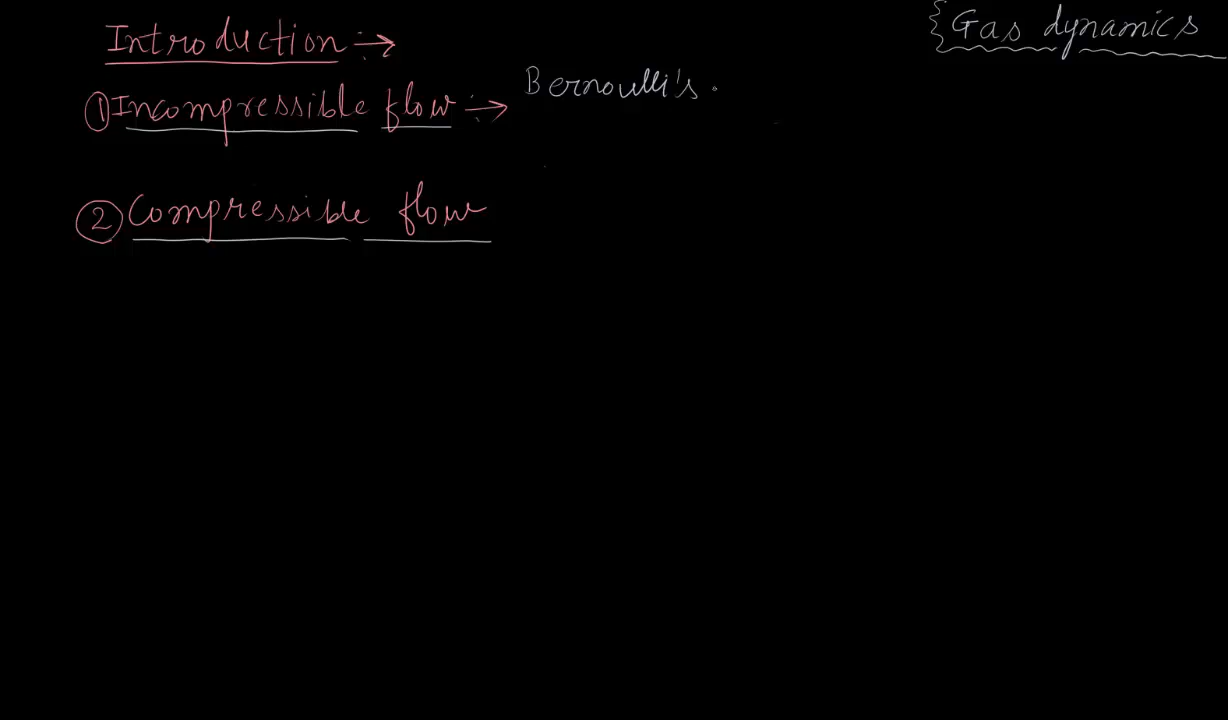 {Gas dynamics
Introduction :→
① Incompressible flow :→ Bernoulli's.
② Compressible flow